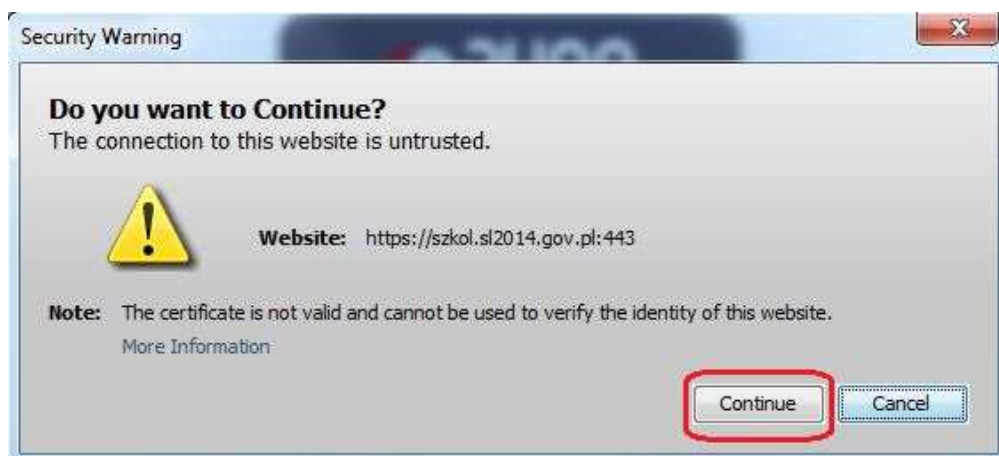 Security Warning
Do you want to Continue?
The connection to this website is untrusted.
Website: https://szkol.sl2014.gov.pl:443
Note: The certificate is not valid and cannot be used to verify the identity of this website.
More Information
Continue Cancel